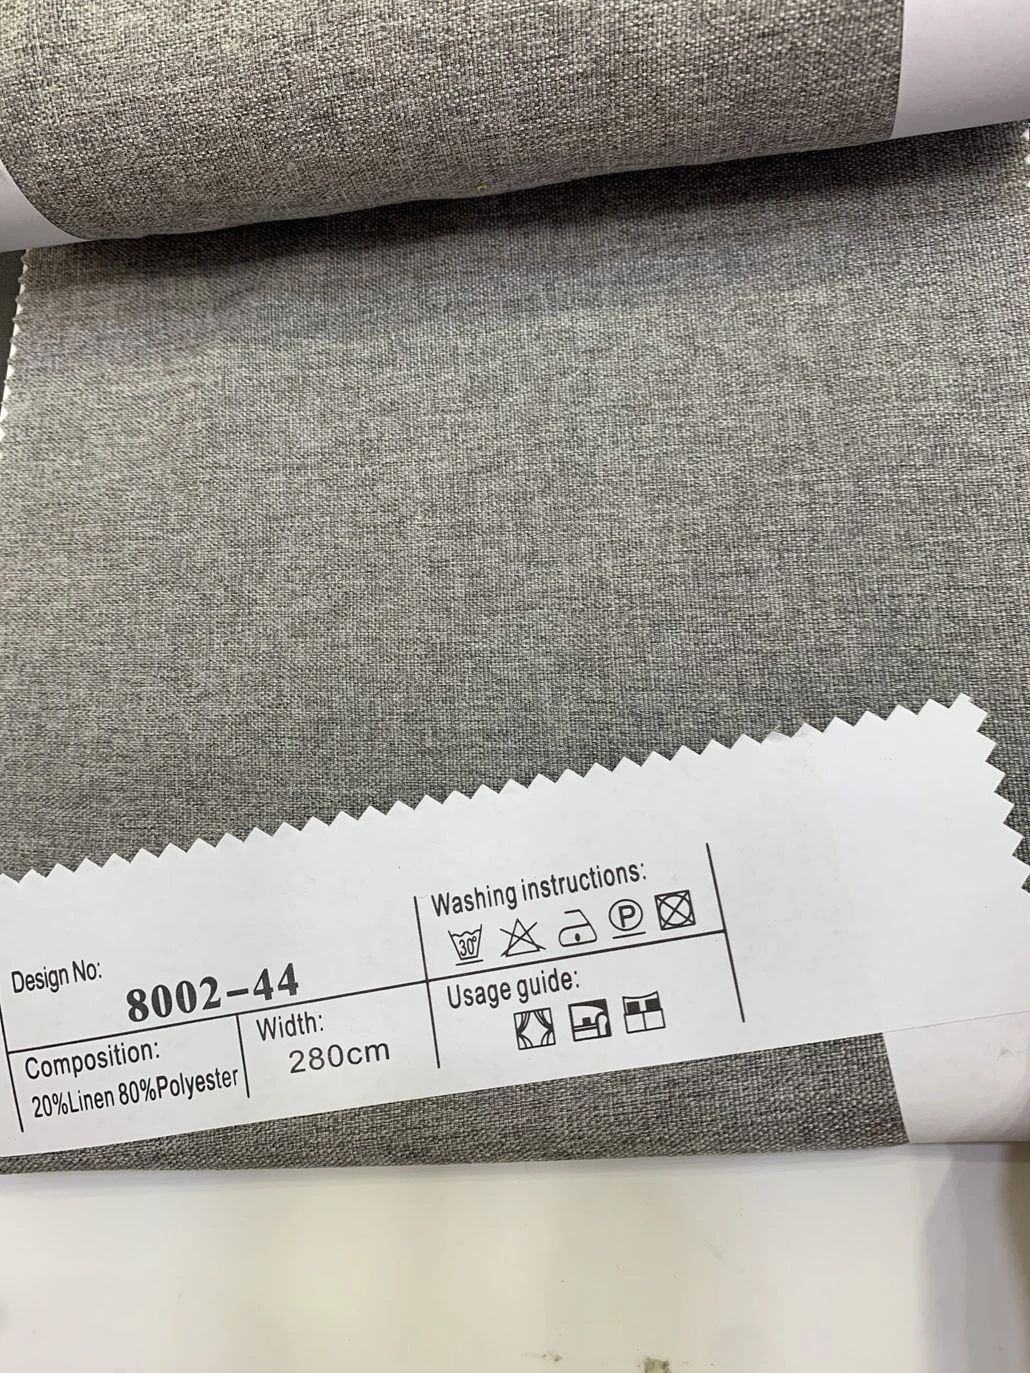 Design No:
8002-44
Composition:
20%Linen 80%Polyester
Width:
280cm
Washing instructions:
30°
P
Usage guide: